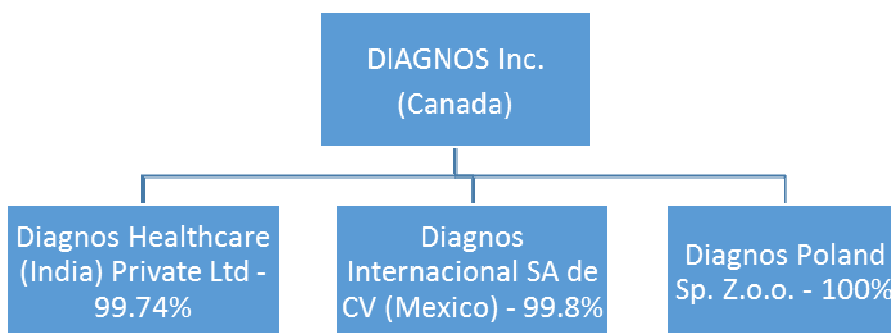 DIAGNOS Inc.
(Canada)
Diagnos Healthcare
(India) Private Ltd -
99.74%
Diagnos
Internacional SA de
CV (Mexico) - 99.8%
Diagnos Poland
Sp. Z.o.o. - 100%